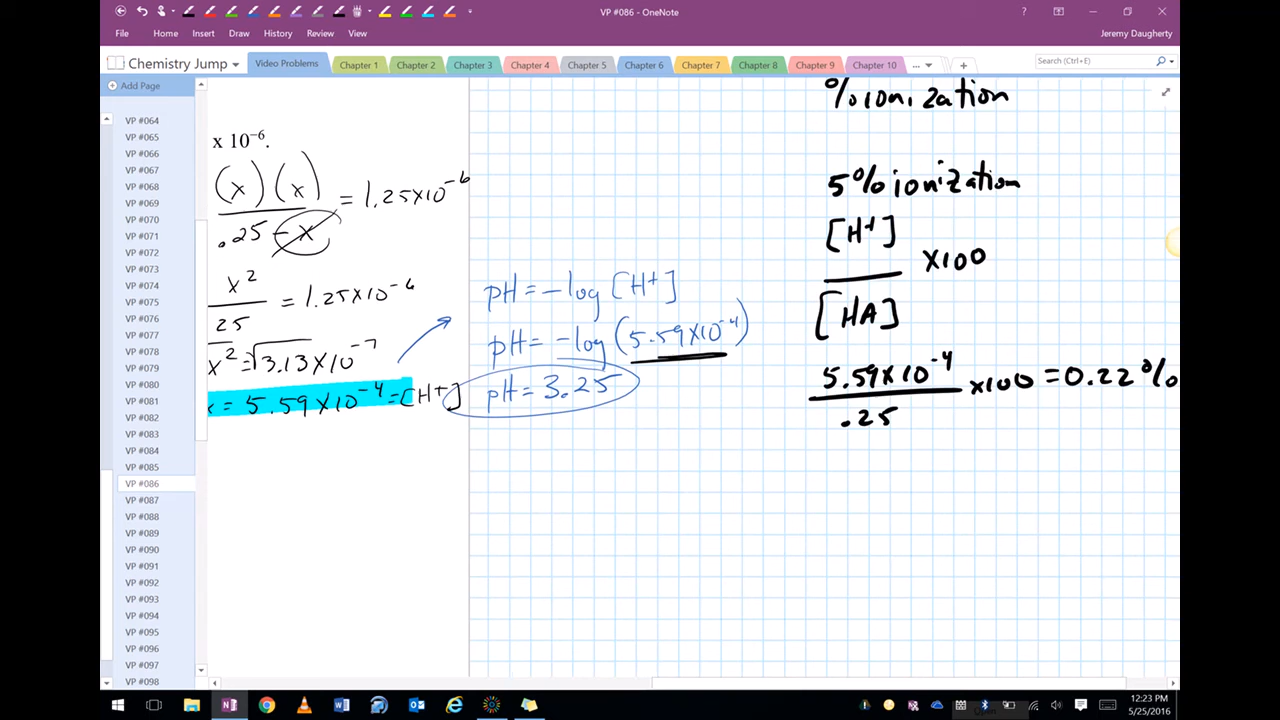 VP #086 - OneNote
File Home Insert Draw History Review View
Jeremy Daugherty
Chemistry Jump
Video Problems Chapter 1 Chapter 2 Chapter 3 Chapter 4 Chapter 5 Chapter 6 Chapter 7 Chapter 8 Chapter 9 Chapter 10 ...
Search (Ctrl+E)
Add Page
VP #064
VP #065
VP #066
VP #067
VP #068
VP #069
VP #070
VP #071
VP #072
VP #073
VP #074
VP #075
VP #076
VP #077
VP #078
VP #079
VP #080
VP #081
VP #082
VP #083
VP #084
VP #085
VP #086
VP #087
VP #088
VP #089
VP #090
VP #091
VP #092
VP #093
VP #094
VP #095
VP #096
VP #097
VP #098
x 10⁻⁶.
(x)(x) = 1.25x10⁻⁶
.25 - x
x² = 1.25x10⁻⁶
25
x² = √3.13x10⁻⁷
x = 5.59x10⁻⁴ = [H+]
pH = -log [H+]
pH = -log (5.59x10⁻⁴)
pH = 3.25
% ionization
5% ionization
[H+]
x100
[HA]
5.59x10⁻⁴ x100 = 0.22%
.25
12:23 PM
5/25/2016